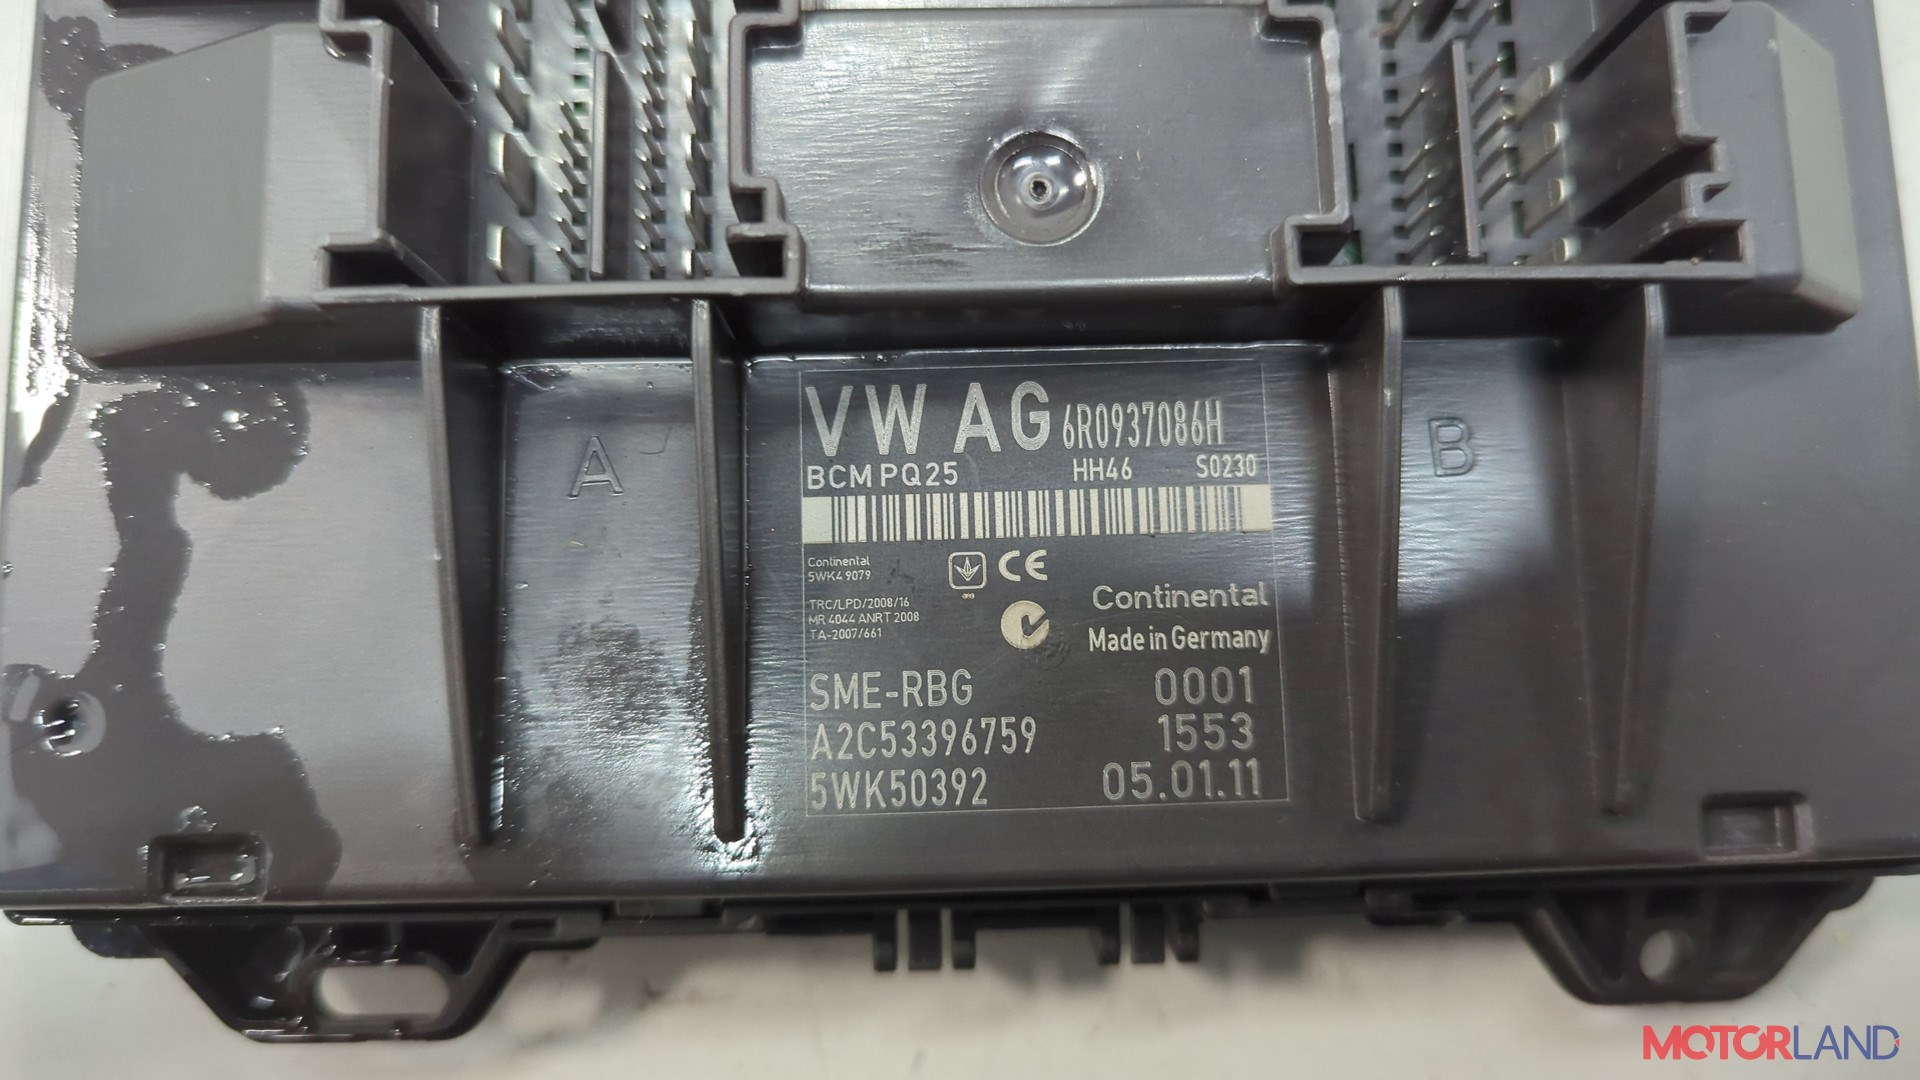 VW AG 6R0937086H
BCM PQ25 HH46 S0230
Continental
5WK4 9079
CE
TRC/LPD/2008/16
MR 4044 ANRT 2008
TA-2007/661
Continental
Made in Germany
SME-RBG 0001
A2C53396759 1553
5WK50392 05.01.11
A
B
MOTORLAND